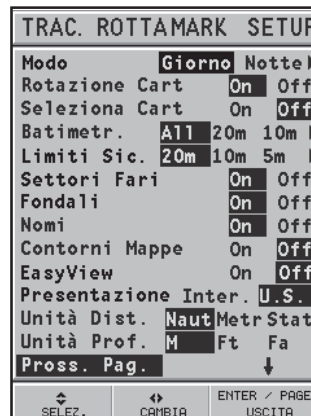 TRAC. ROTTA MARK SETUP
Modo Giorno Notte
Rotazione Cart On Off
Seleziona Cart On Off
Batimetr. All 20m 10m
Limiti Sic. 20m 10m 5m
Settori Fari On Off
Fondali On Off
Nomi On Off
Contorni Mappe On Off
EasyView On Off
Presentazione Inter. U.S.
Unità Dist. Naut Metr Stat
Unità Prof. M Ft Fa
Pross. Pag.
SELEZ. CAMBIA ENTER / PAGE
USCITA